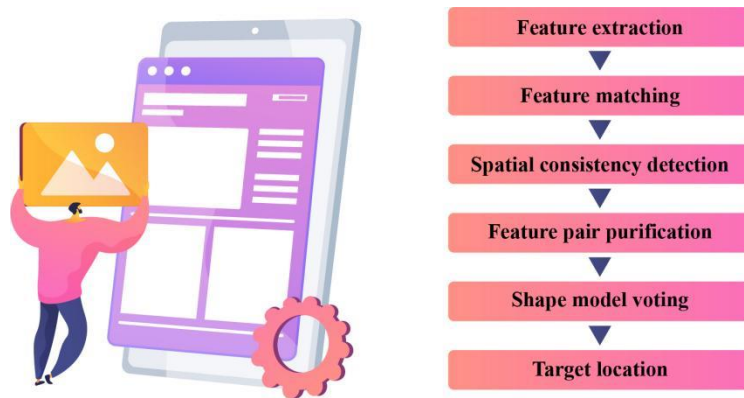 Feature extraction
Feature matching
Spatial consistency detection
Feature pair purification
Shape model voting
Target location